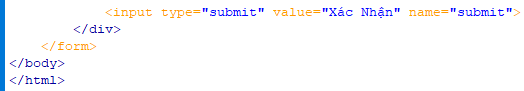 <input type="submit" value="Xác Nhận" name="submit">
</div>
</form>
</body>
</html>